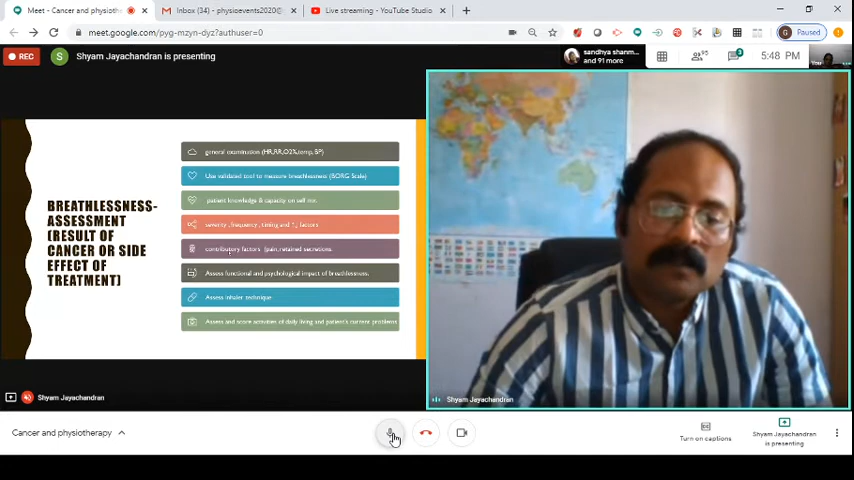 Meet - Cancer and physioth
Inbox (34) - physioevents2020@
Live streaming - YouTube Studio
meet.google.com/pyg-mzyn-dyz?authuser=0
Paused
REC
S
Shyam Jayachandran is presenting
sandhya shanm...
and 91 more
95
3
5:48 PM
You
BREATHLESSNESS-
ASSESSMENT
(RESULT OF
CANCER OR SIDE
EFFECT OF
TREATMENT)
general examination (HR,RR,O2%,temp, BP)
Use validated tool to measure breathlessness (BORG Scale)
patient knowledge & capacity on self mx
severity , frequency , timing and factors
contributory factors (pain, retained secretions
Assess functional and psychological impact of breathlessness.
Assess inhaler technique
Assess and score activities of daily living and patient's current problems
Shyam Jayachandran
Shyam Jayachandran
Cancer and physiotherapy
Turn on captions
Shyam Jayachandran
is presenting